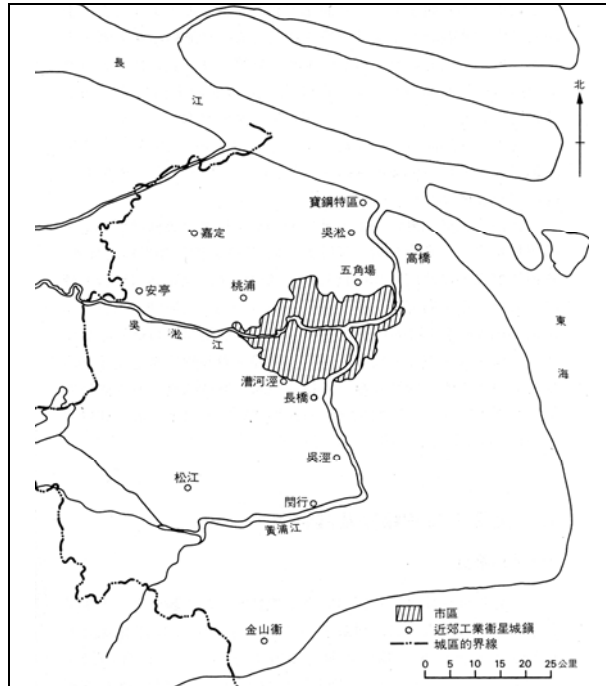 長
江
北
寶鋼特區
吳淞
高橋
嘉定
五角場
安亭
桃浦
吳淞江
東海
漕河涇
長橋
吳涇
松江
閔行
黃浦江
金山衞
市區
近郊工業衞星城鎮
城區的界線
0 5 10 15 20 25公里